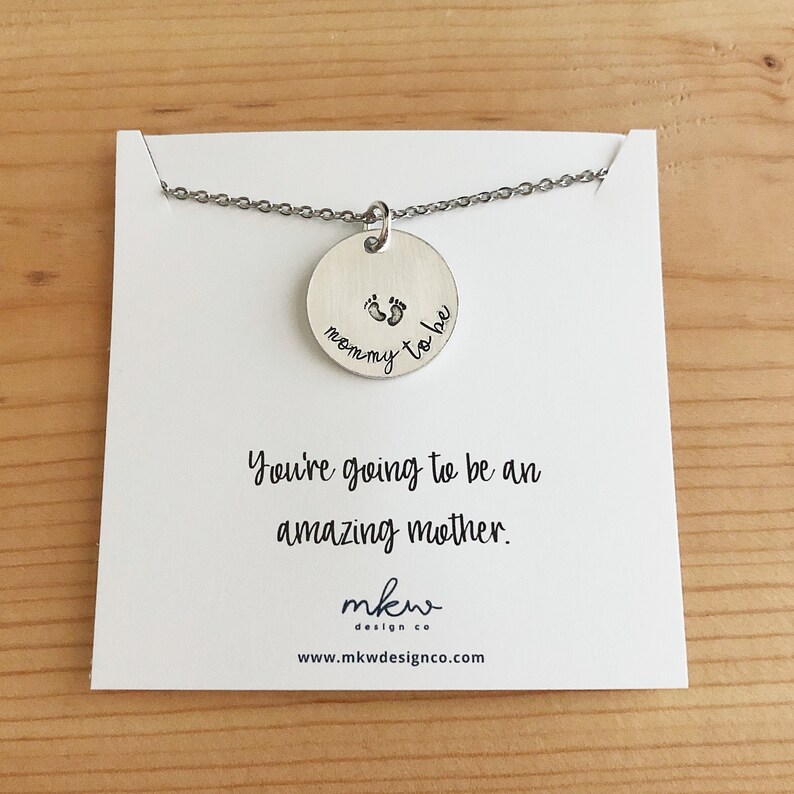 mommy to be
You're going to be an
amazing mother.
mkw
design co
www.mkwdesignco.com